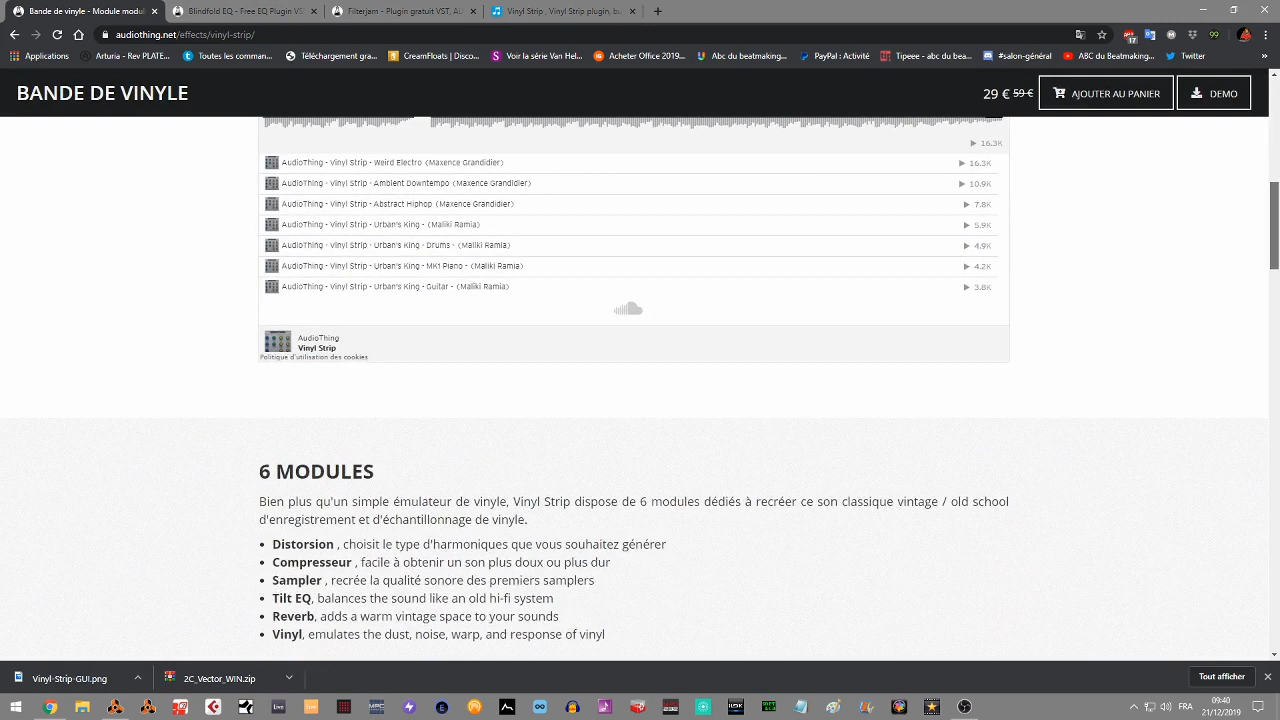 Bande de vinyle - Module modul
Blindfold EQ - Free EQ Plugin VS
Filterjam - Plugin gratuit VST, AU
Vinyl Strip , Vinyl Strip plugin, bu
audiothing.net/effects/vinyl-strip/
17
99
Applications
Arturia - Rev PLATE...
Toutes les comman...
Téléchargement gra...
CreamFloats | Disco...
Voir la série Van Hel...
Acheter Office 2019...
Abc du beatmaking...
PayPal : Activité
Tipeee - abc du bea...
#salon-général
ABC du Beatmaking...
Twitter
»
BANDE DE VINYLE
29 € 59 €
AJOUTER AU PANIER
DEMO
16.3K
AudioThing - Vinyl Strip - Weird Electro (Maxence Grandidier) 16.3K
AudioThing - Vinyl Strip - Ambient Downtempo (Maxence Grandidier) 10.9K
AudioThing - Vinyl Strip - Abstract Hiphop (Maxence Grandidier) 7.8K
AudioThing - Vinyl Strip - Urban's King - (Maliki Ramia) 5.9K
AudioThing - Vinyl Strip - Urban's King - Drums - (Maliki Ramia) 4.9K
AudioThing - Vinyl Strip - Urban's King - MK1 Piano - (Maliki Ramia) 4.2K
AudioThing - Vinyl Strip - Urban's King - Guitar - (Maliki Ramia) 3.8K
AudioThing
Vinyl Strip
Politique d'utilisation des cookies
6 MODULES
Bien plus qu'un simple émulateur de vinyle, Vinyl Strip dispose de 6 modules dédiés à recréer ce son classique vintage / old school
d'enregistrement et d'échantillonnage de vinyle.
• Distorsion , choisit le type d'harmoniques que vous souhaitez générer
• Compresseur , facile à obtenir un son plus doux ou plus dur
• Sampler , recrée la qualité sonore des premiers samplers
• Tilt EQ, balances the sound like an old hi-fi system
• Reverb, adds a warm vintage space to your sounds
• Vinyl, emulates the dust, noise, warp, and response of vinyl
Vinyl-Strip-GUI.png
2C_Vector_WIN.zip
Tout afficher
Live
MPC
FRA
09:40
21/12/2019